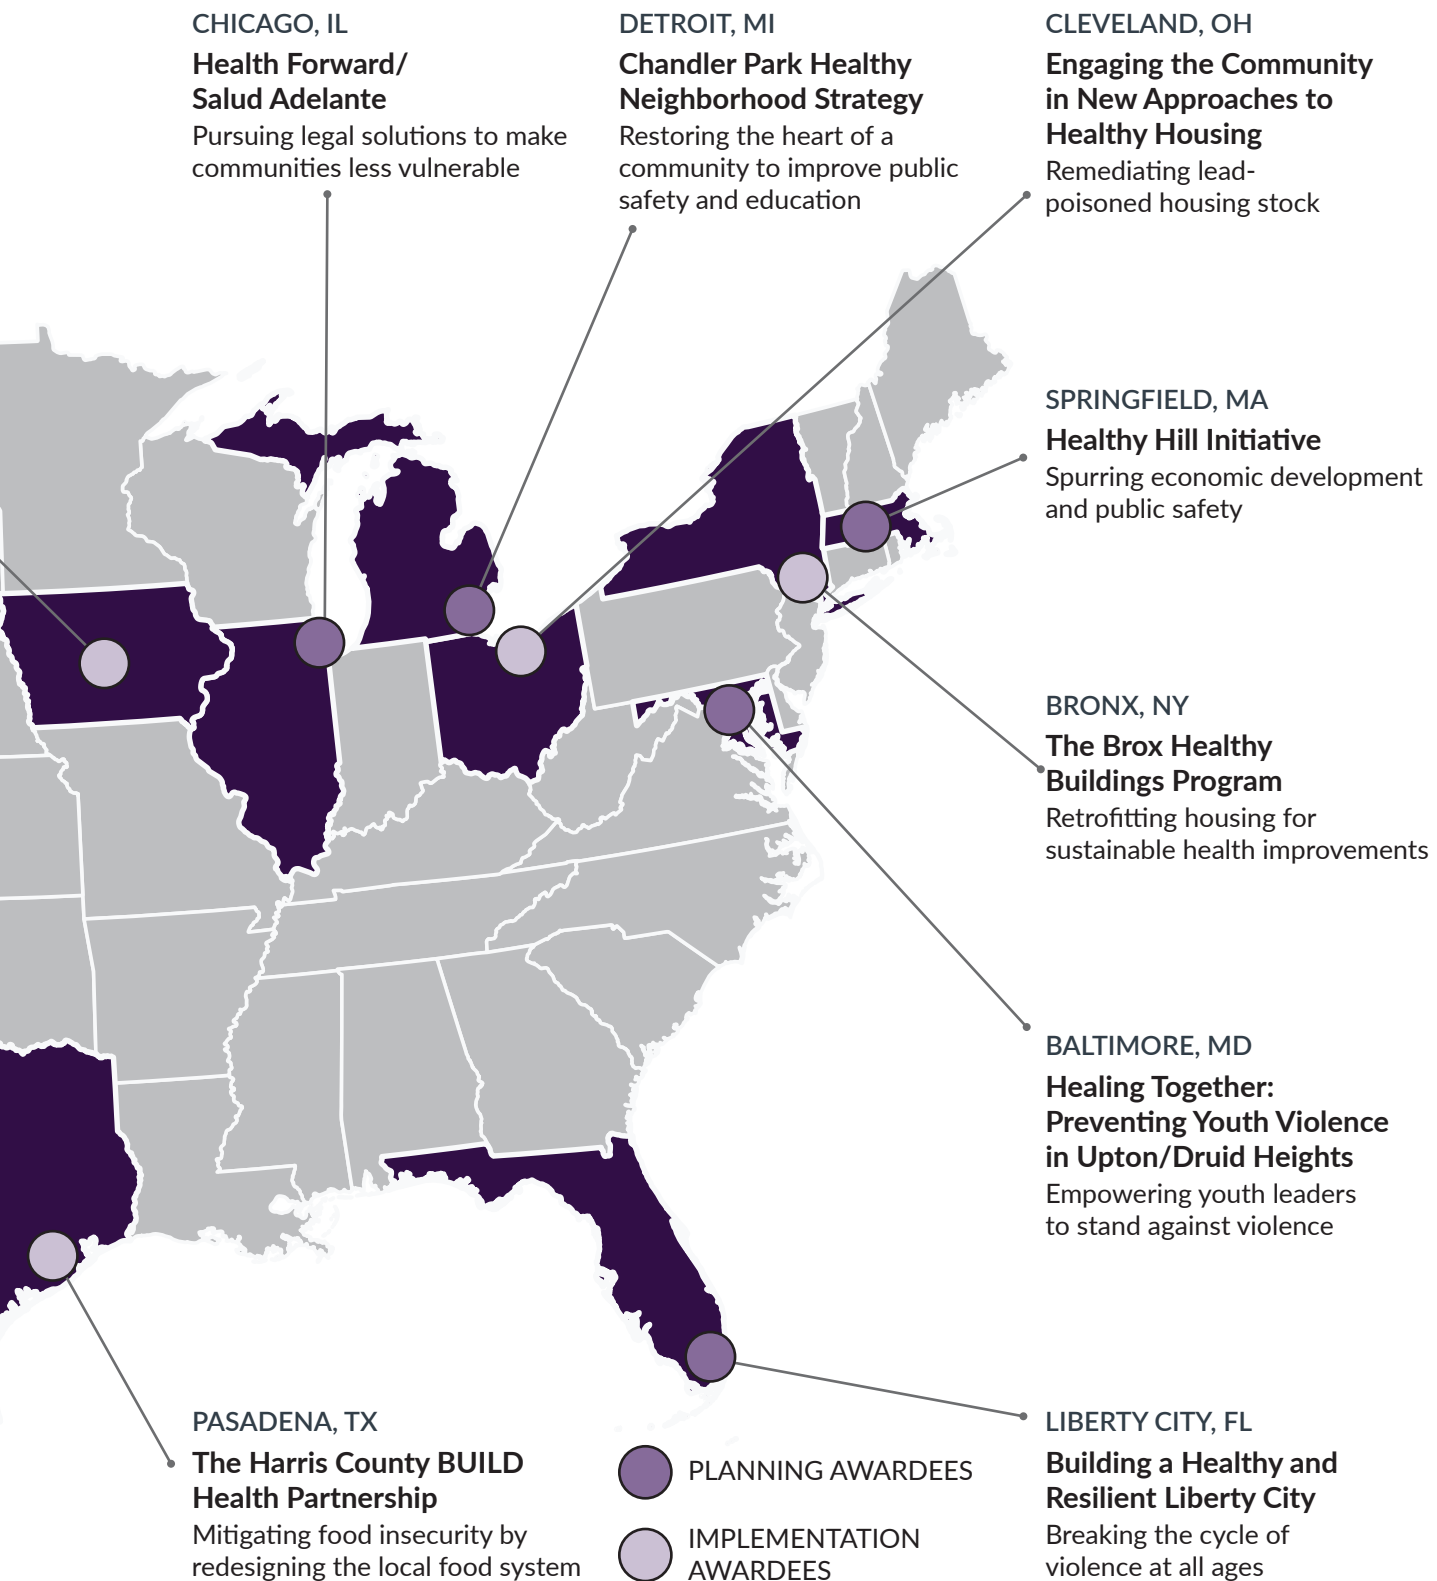 CHICAGO, IL
Health Forward/
Salud Adelante
Pursuing legal solutions to make
communities less vulnerable
DETROIT, MI
Chandler Park Healthy
Neighborhood Strategy
Restoring the heart of a
community to improve public
safety and education
CLEVELAND, OH
Engaging the Community
in New Approaches to
Healthy Housing
Remediating lead-
poisoned housing stock
SPRINGFIELD, MA
Healthy Hill Initiative
Spurring economic development
and public safety
BRONX, NY
The Brox Healthy
Buildings Program
Retrofitting housing for
sustainable health improvements
BALTIMORE, MD
Healing Together:
Preventing Youth Violence
in Upton/Druid Heights
Empowering youth leaders
to stand against violence
PASADENA, TX
The Harris County BUILD
Health Partnership
Mitigating food insecurity by
redesigning the local food system
PLANNING AWARDEES
IMPLEMENTATION
AWARDEES
LIBERTY CITY, FL
Building a Healthy and
Resilient Liberty City
Breaking the cycle of
violence at all ages